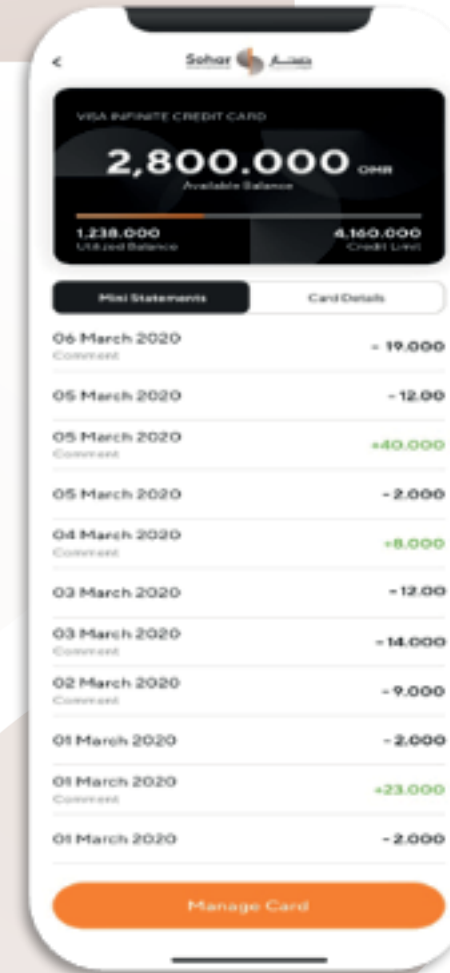 Sohar صحار
VISA INFINITE CREDIT CARD
2,800.000 OMR
Available Balance
1,238.000 4,160.000
Utilized Balance Credit Limit
Mini Statements Card Details
06 March 2020 - 19.000
Comment
05 March 2020 - 12.00
05 March 2020 +40.000
Comment
05 March 2020 - 2.000
04 March 2020 +8.000
Comment
03 March 2020 - 12.00
03 March 2020 - 14.000
Comment
02 March 2020 - 9.000
Comment
01 March 2020 - 2.000
01 March 2020 +23.000
Comment
01 March 2020 - 2.000
Manage Card